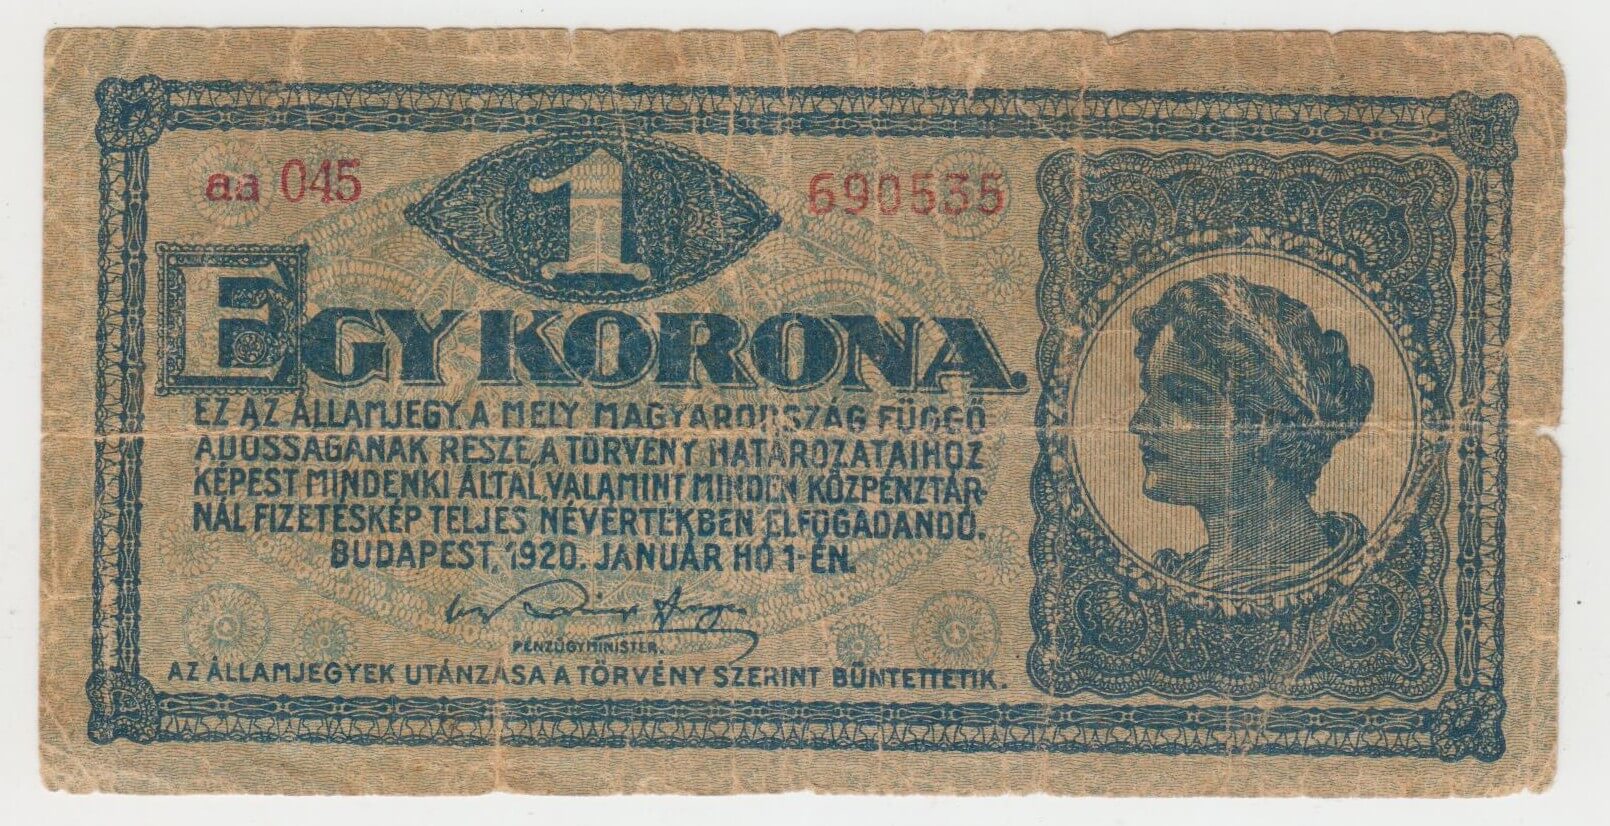 aa 045
1
690535
EGY KORONA.
EZ AZ ÁLLAMJEGY, A MELY MAGYARORSZÁG FÜGGŐ
ADÓSSÁGÁNAK RÉSZE, A TÖRVÉNY HATÁROZATAIHOZ
KÉPEST MINDENKI ÁLTAL, VALAMINT MINDEN KÖZPÉNZTÁR-
NÁL FIZETÉSKÉP TELJES NÉVÉRTÉKBEN ELFOGADANDÓ.
BUDAPEST, 1920. JANUÁR HÓ 1-ÉN.
PÉNZÜGYMINISTER.
AZ ÁLLAMJEGYEK UTÁNZÁSA A TÖRVÉNY SZERINT BÜNTETTETIK.